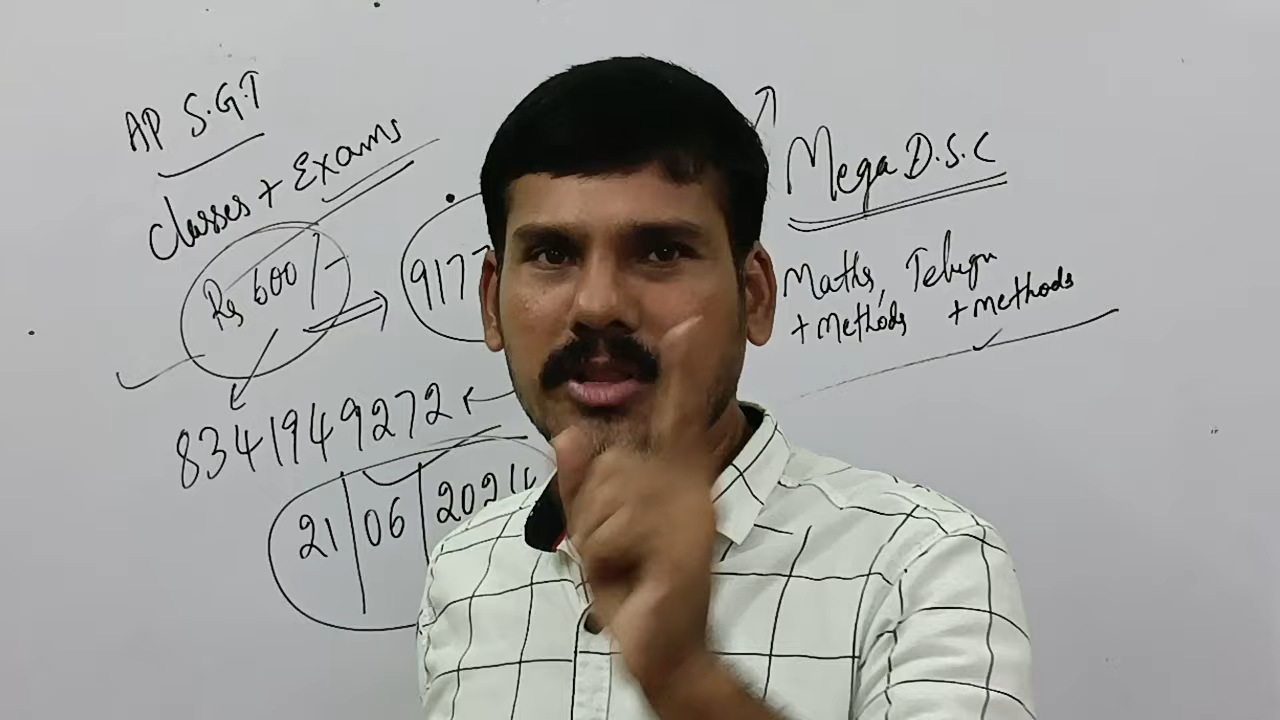 AP S.G.T
Classes + Exams
Rs 600/-
917
8341949272
21/06/2024
Mega D.S.C
Maths, Telugu
+ Methods + Methods